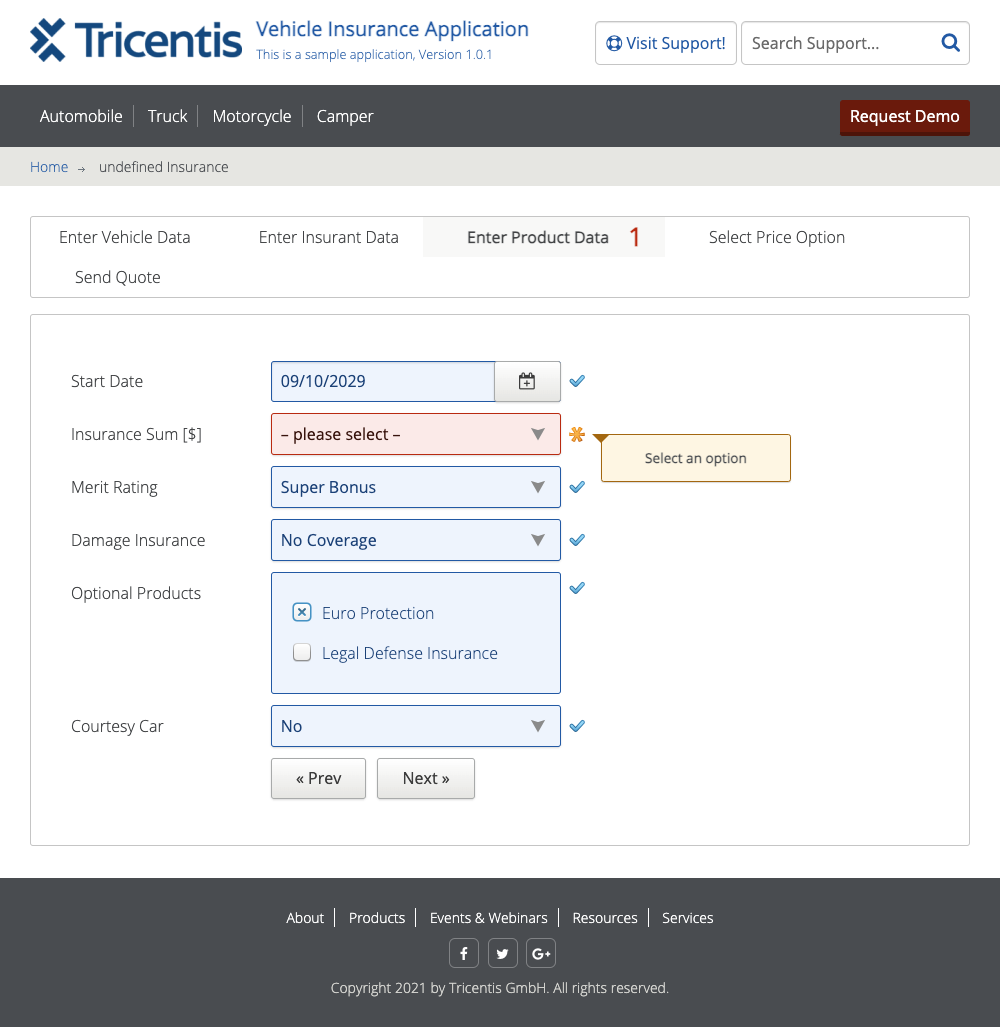 Tricentis
Vehicle Insurance Application
This is a sample application, Version 1.0.1
Visit Support!
Search Support...
Automobile
Truck
Motorcycle
Camper
Request Demo
Home → undefined Insurance
Enter Vehicle Data
Enter Insurant Data
Enter Product Data 1
Select Price Option
Send Quote
Start Date
09/10/2029
Insurance Sum [$]
– please select –
Select an option
Merit Rating
Super Bonus
Damage Insurance
No Coverage
Optional Products
Euro Protection
Legal Defense Insurance
Courtesy Car
No
« Prev
Next »
About
Products
Events & Webinars
Resources
Services
Copyright 2021 by Tricentis GmbH. All rights reserved.